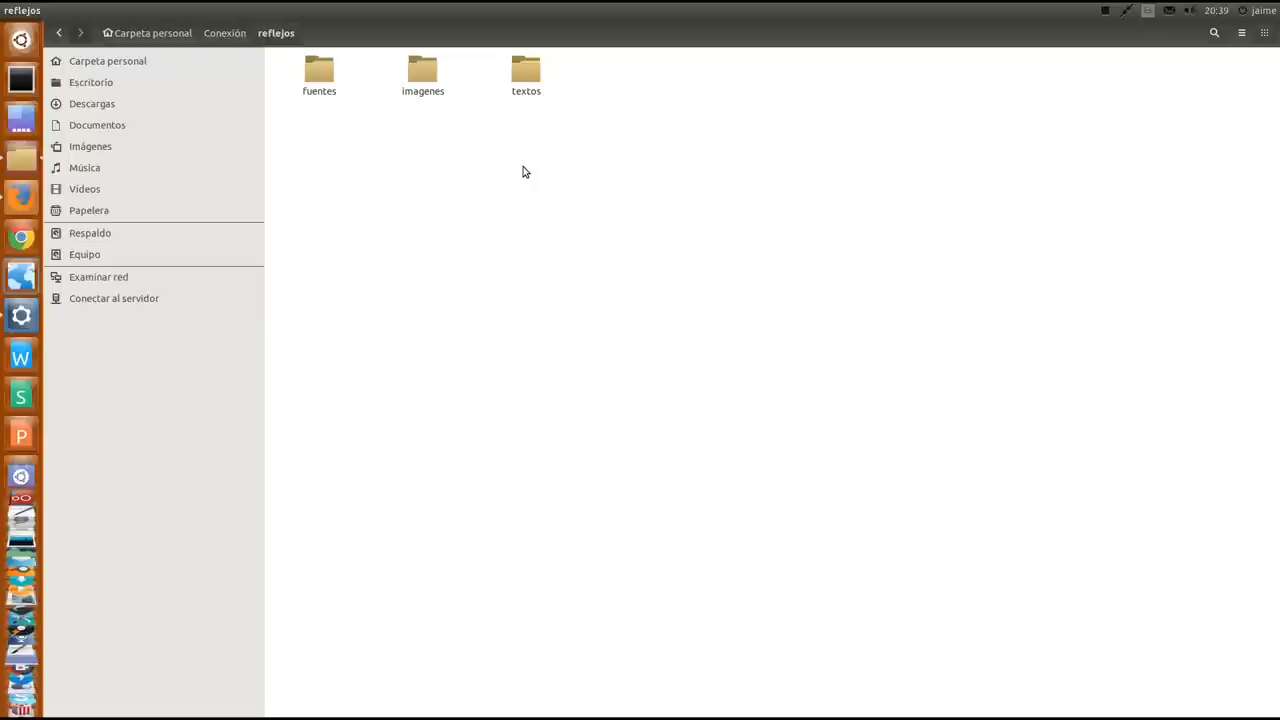 reflejos
20:39 jaime
Carpeta personal Conexión reflejos
Carpeta personal
Escritorio
Descargas
Documentos
Imágenes
Música
Vídeos
Papelera
Respaldo
Equipo
Examinar red
Conectar al servidor
fuentes imagenes textos
W
S
P